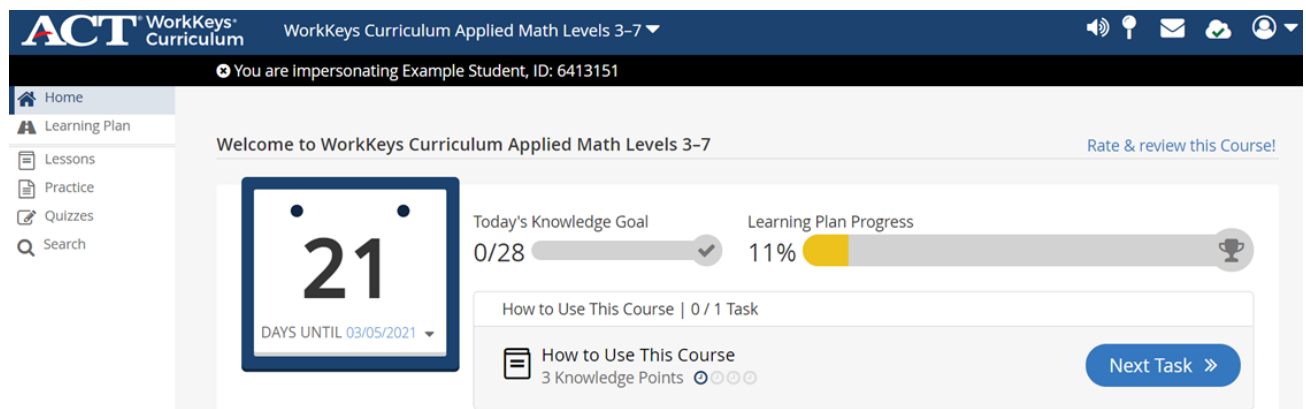 ACT® WorkKeys® Curriculum
WorkKeys Curriculum Applied Math Levels 3–7
You are impersonating Example Student, ID: 6413151
Home
Learning Plan
Lessons
Practice
Quizzes
Search
Welcome to WorkKeys Curriculum Applied Math Levels 3–7
Rate & review this Course!
21
DAYS UNTIL 03/05/2021
Today's Knowledge Goal
0/28
Learning Plan Progress
11%
How to Use This Course | 0 / 1 Task
How to Use This Course
3 Knowledge Points
Next Task »